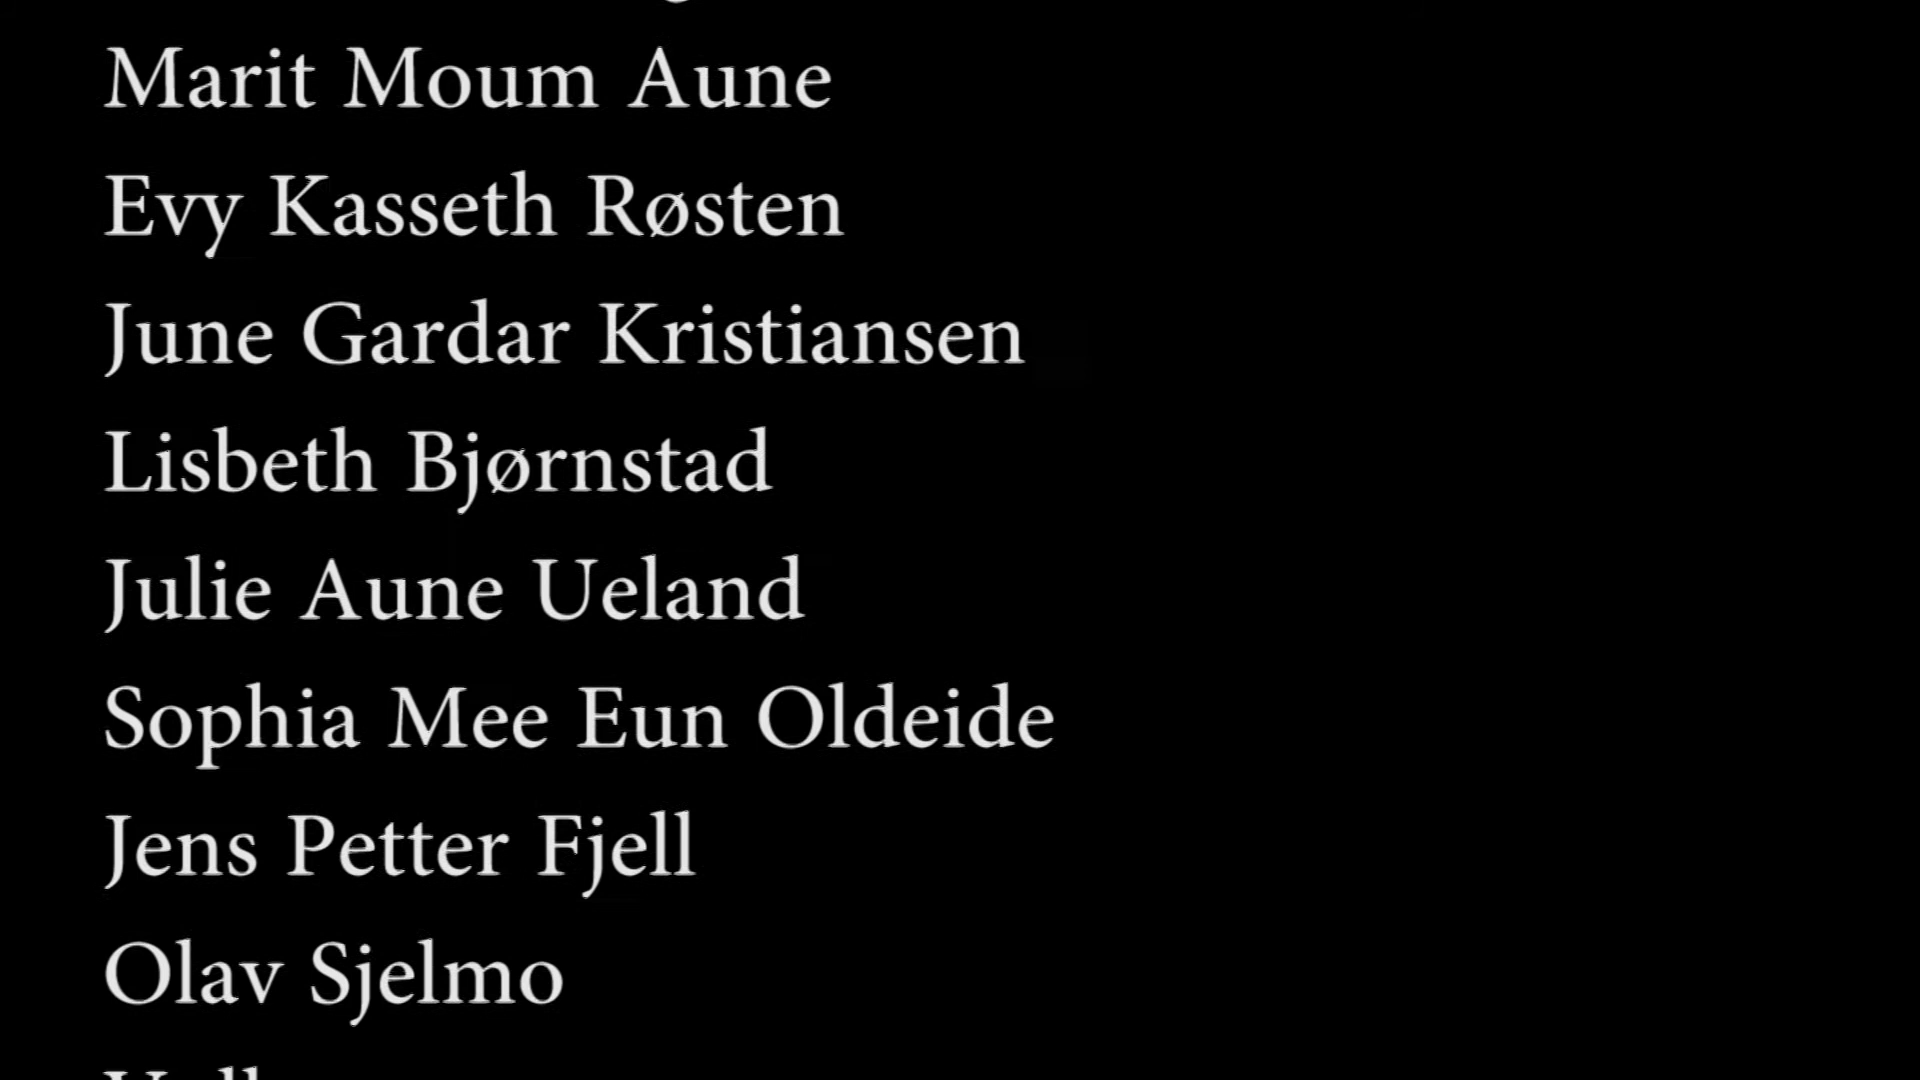 Marit Moum Aune
Evy Kasseth Røsten
June Gardar Kristiansen
Lisbeth Bjørnstad
Julie Aune Ueland
Sophia Mee Eun Oldeide
Jens Petter Fjell
Olav Sjelmo